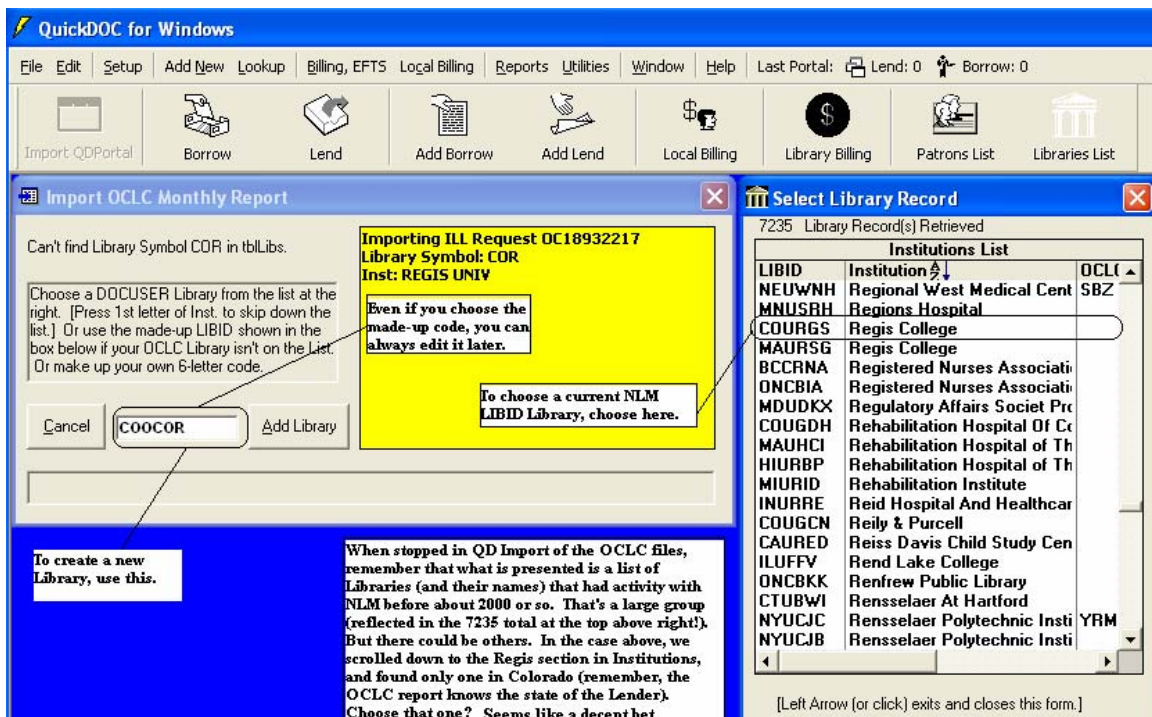 QuickDOC for Windows
File Edit Setup Add New Lookup Billing, EFTS Local Billing Reports Utilities Window Help Last Portal: Lend: 0 Borrow: 0
Import QDPortal Borrow Lend Add Borrow Add Lend Local Billing Library Billing Patrons List Libraries List
Import OCLC Monthly Report
Can't find Library Symbol COR in tblLibs.
Choose a DOCUSER Library from the list at the
right. [Press 1st letter of Inst. to skip down the
list.] Or use the made-up LIBID shown in the
box below if your OCLC Library isn't on the List.
Or make up your own 6-letter code.
Cancel COOCOR Add Library
Importing ILL Request OC18932217
Library Symbol: COR
Inst: REGIS UNIV
Even if you choose the
made-up code, you can
always edit it later.
To choose a current NLM
LIBID Library, choose here.
To create a new
Library, use this.
When stopped in QD Import of the OCLC files,
remember that what is presented is a list of
Libraries (and their names) that had activity with
NLM before about 2000 or so. That's a large group
(reflected in the 7235 total at the top above right!).
But there could be others. In the case above, we
scrolled down to the Regis section in Institutions,
and found only one in Colorado (remember, the
OCLC report knows the state of the Lender).
Choose that one? Seems like a decent bet
Select Library Record
7235 Library Record(s) Retrieved
Institutions List
LIBID Institution OCL(
NEUWNH Regional West Medical Cent SBZ
MNUSRH Regions Hospital
COURGS Regis College
MAURSG Regis College
BCCRNA Registered Nurses Associati
ONCBIA Registered Nurses Associati
MDUDKX Regulatory Affairs Societ Prc
COUGDH Rehabilitation Hospital Of Cc
MAUHCI Rehabilitation Hospital of Th
HIURBP Rehabilitation Hospital of Th
MIURID Rehabilitation Institute
INURRE Reid Hospital And Healthcar
COUGCN Reily & Purcell
CAURED Reiss Davis Child Study Cen
ILUFFV Rend Lake College
ONCBKK Renfrew Public Library
CTUBWI Rensselaer At Hartford
NYUCJC Rensselaer Polytechnic Insti YRM
NYUCJB Rensselaer Polytechnic Insti
[Left Arrow (or click) exits and closes this form.]